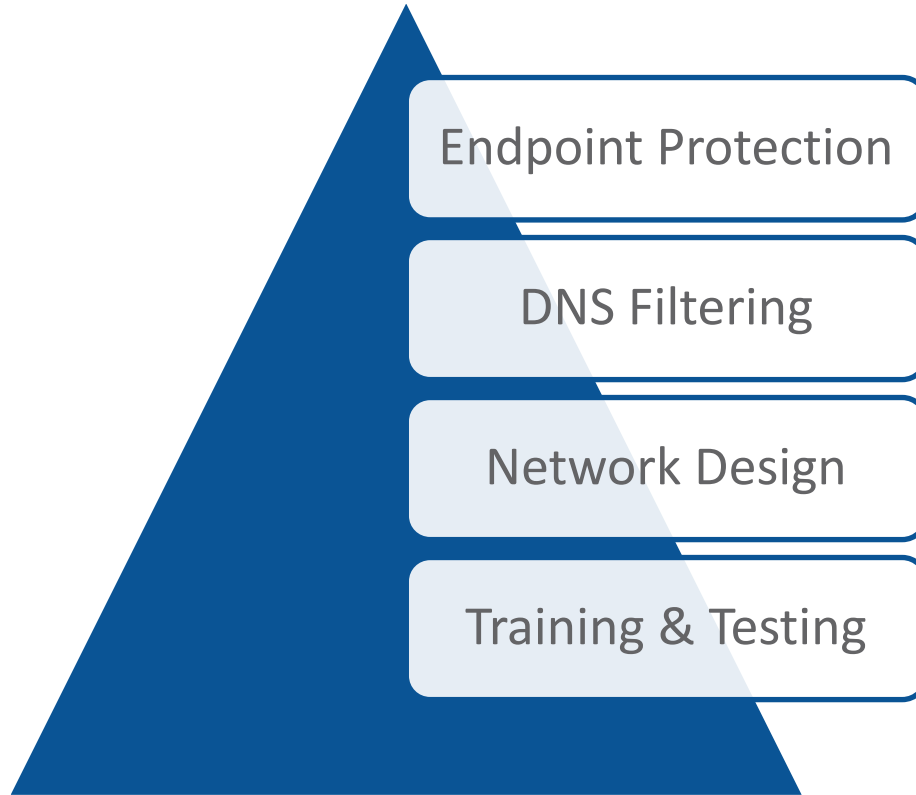 Endpoint Protection
DNS Filtering
Network Design
Training & Testing